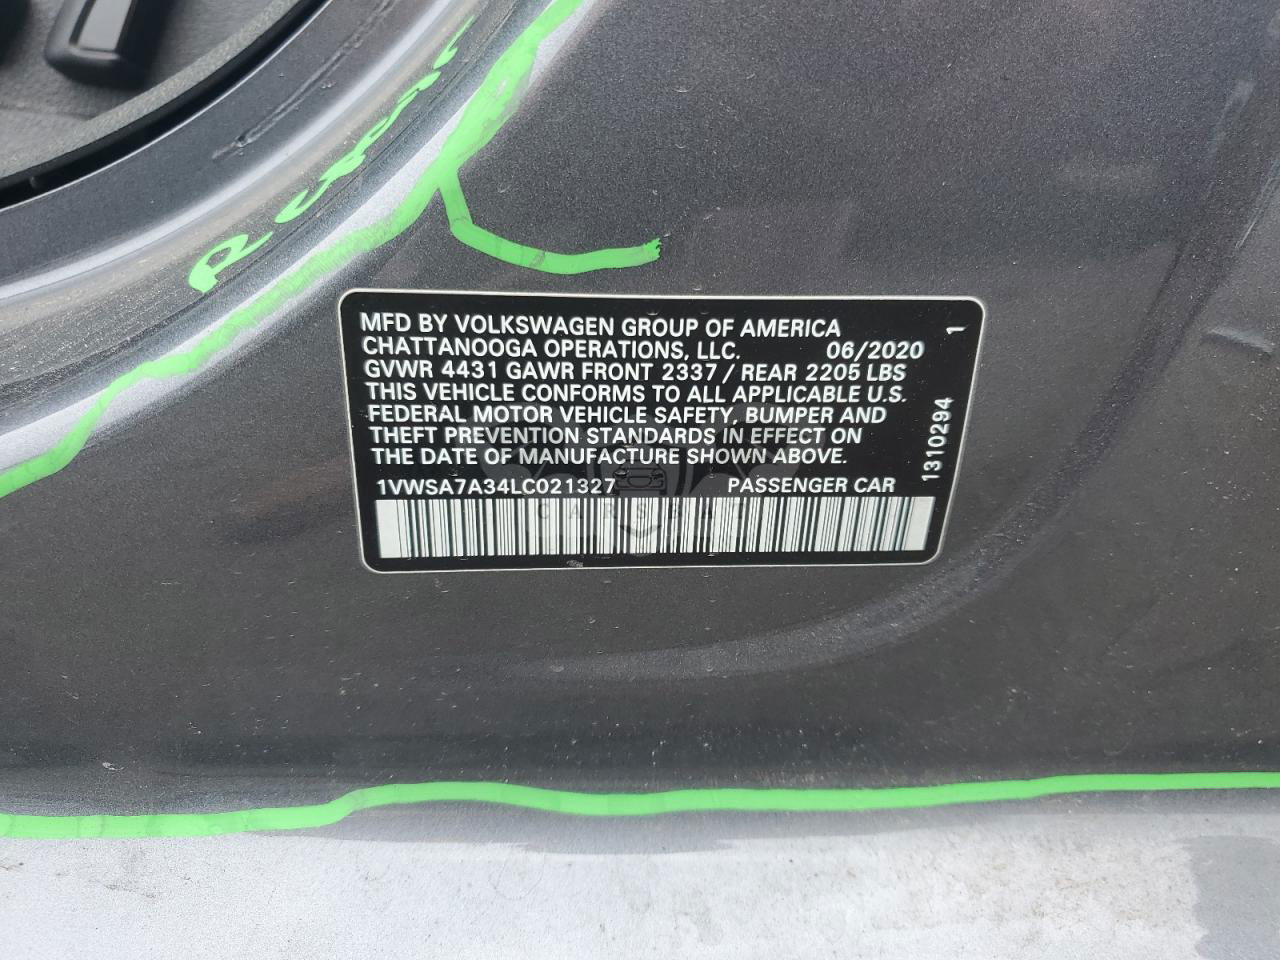 MFD BY VOLKSWAGEN GROUP OF AMERICA
CHATTANOOGA OPERATIONS, LLC. 06/2020
GVWR 4431 GAWR FRONT 2337 / REAR 2205 LBS
THIS VEHICLE CONFORMS TO ALL APPLICABLE U.S.
FEDERAL MOTOR VEHICLE SAFETY, BUMPER AND
THEFT PREVENTION STANDARDS IN EFFECT ON
THE DATE OF MANUFACTURE SHOWN ABOVE.
1VWSA7A34LC021327 PASSENGER CAR
1310294 1